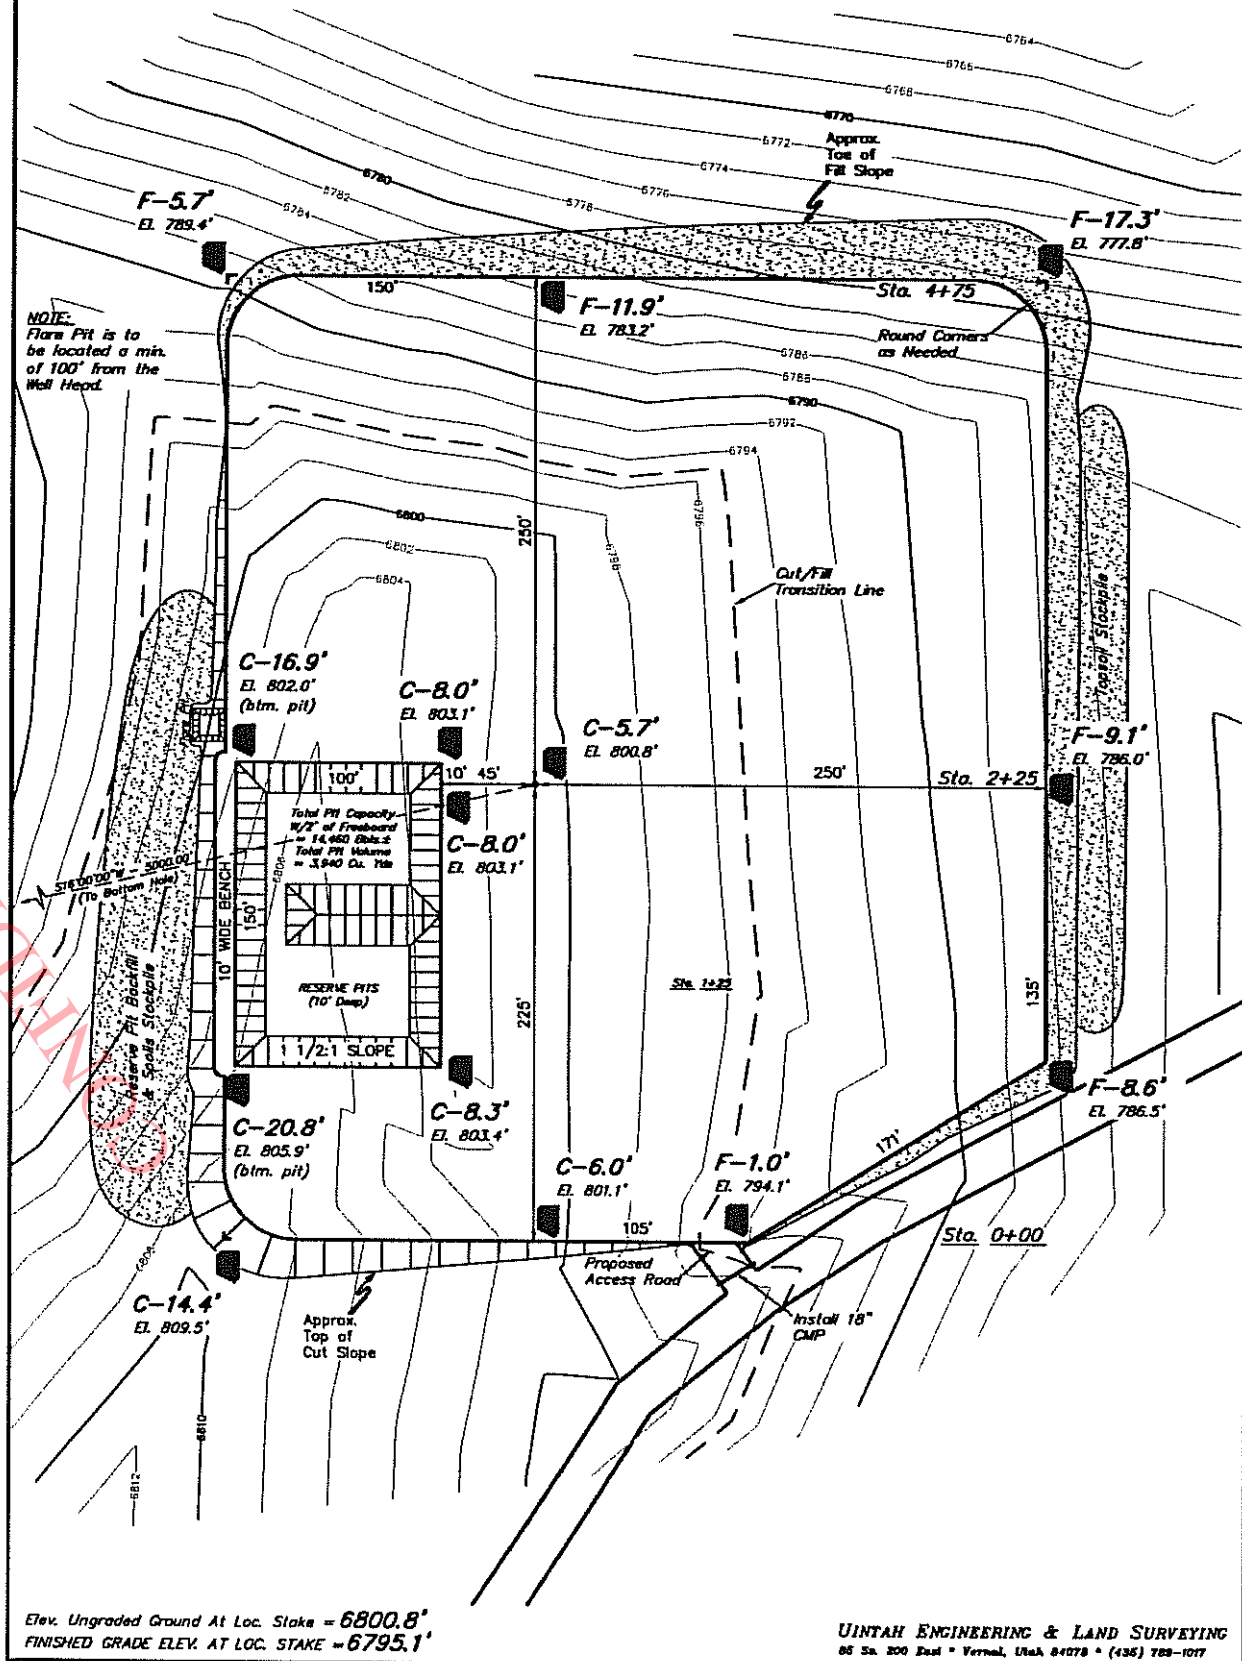 6764
6766
6768
6770
6772
6774
6776
6778
6780
6782
6784
Approx.
Toe of
Fill Slope
F-5.7'
El. 789.4'
F-17.3'
El. 777.8'
150'
F-11.9'
El. 783.2'
Sta. 4+75
Round Corners
as Needed
NOTE:
Flare Pit is to
be located a min.
of 100' from the
Well Head.
6786
6790
6792
6794
6796
6798
6800
6802
6804
250'
Cut/Fill
Transition Line
Topsoil Stockpile
C-16.9'
El. 802.0'
(btm. pit)
C-8.0'
El. 803.1'
C-5.7'
El. 800.8'
F-9.1'
El. 786.0'
100'
10'
45'
250'
Sta. 2+25
Total Pit Capacity
W/2' of Freeboard
= 14,460 Bbls.±
Total Pit Volume
= 3,940 Cu. Yds
C-8.0'
El. 803.1'
S76°00'00"W - 5000.00'
(To Bottom Hole)
10' WIDE BENCH
150'
RESERVE PITS
(10' Deep)
1 1/2:1 SLOPE
Reserve Pit Backfill
& Spoils Stockpile
Sta. 1+25
225'
135'
F-8.6'
El. 786.5'
C-20.8'
El. 805.9'
(btm. pit)
C-8.3'
El. 803.4'
171'
C-6.0'
El. 801.1'
F-1.0'
El. 794.1'
105'
Sta. 0+00
Proposed
Access Road
Install 18"
CMP
6808
C-14.4'
El. 809.5'
Approx.
Top of
Cut Slope
6810
6812
Elev. Ungraded Ground At Loc. Stake = 6800.8'
FINISHED GRADE ELEV. AT LOC. STAKE = 6795.1'
UINTAH ENGINEERING & LAND SURVEYING
85 So. 200 East * Vernal, Utah 84078 * (435) 789-1017